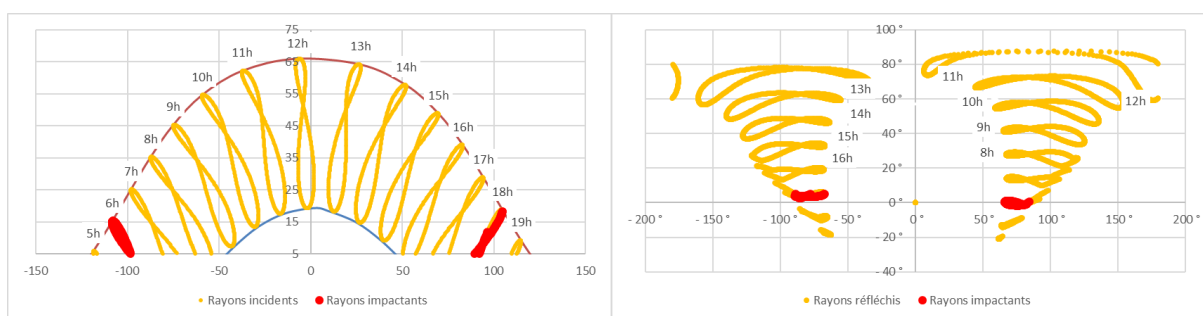 75
12h
11h
13h
65
10h
14h
55
9h
15h
45
8h
16h
35
7h
17h
25
6h
18h
15
5h
19h
5
-150
-100
-50
0
50
100
150
Rayons incidents
Rayons impactants
100°
80°
11h
13h
60°
10h
12h
14h
40°
9h
15h
16h
8h
20°
0°
-200°
-150°
-100°
-50°
0°
50°
100°
150°
200°
-20°
-40°
Rayons réfléchis
Rayons impactants